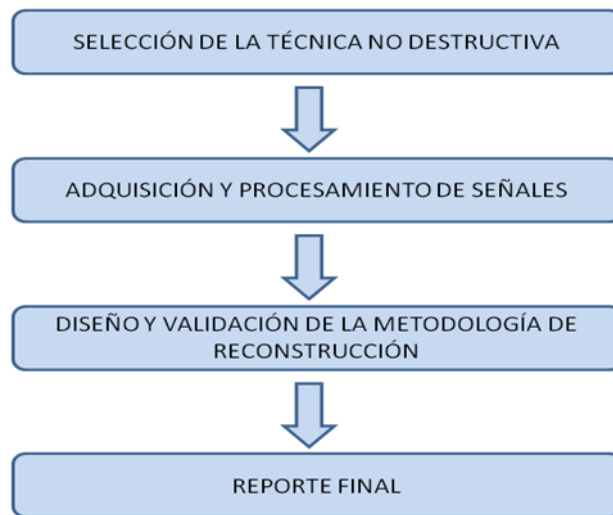 SELECCIÓN DE LA TÉCNICA NO DESTRUCTIVA
ADQUISICIÓN Y PROCESAMIENTO DE SEÑALES
DISEÑO Y VALIDACIÓN DE LA METODOLOGÍA DE
RECONSTRUCCIÓN
REPORTE FINAL